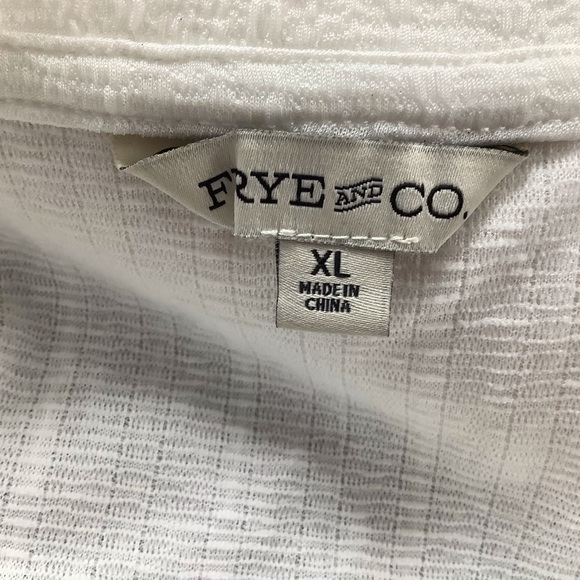 FRYE AND CO.
XL
MADE IN
CHINA